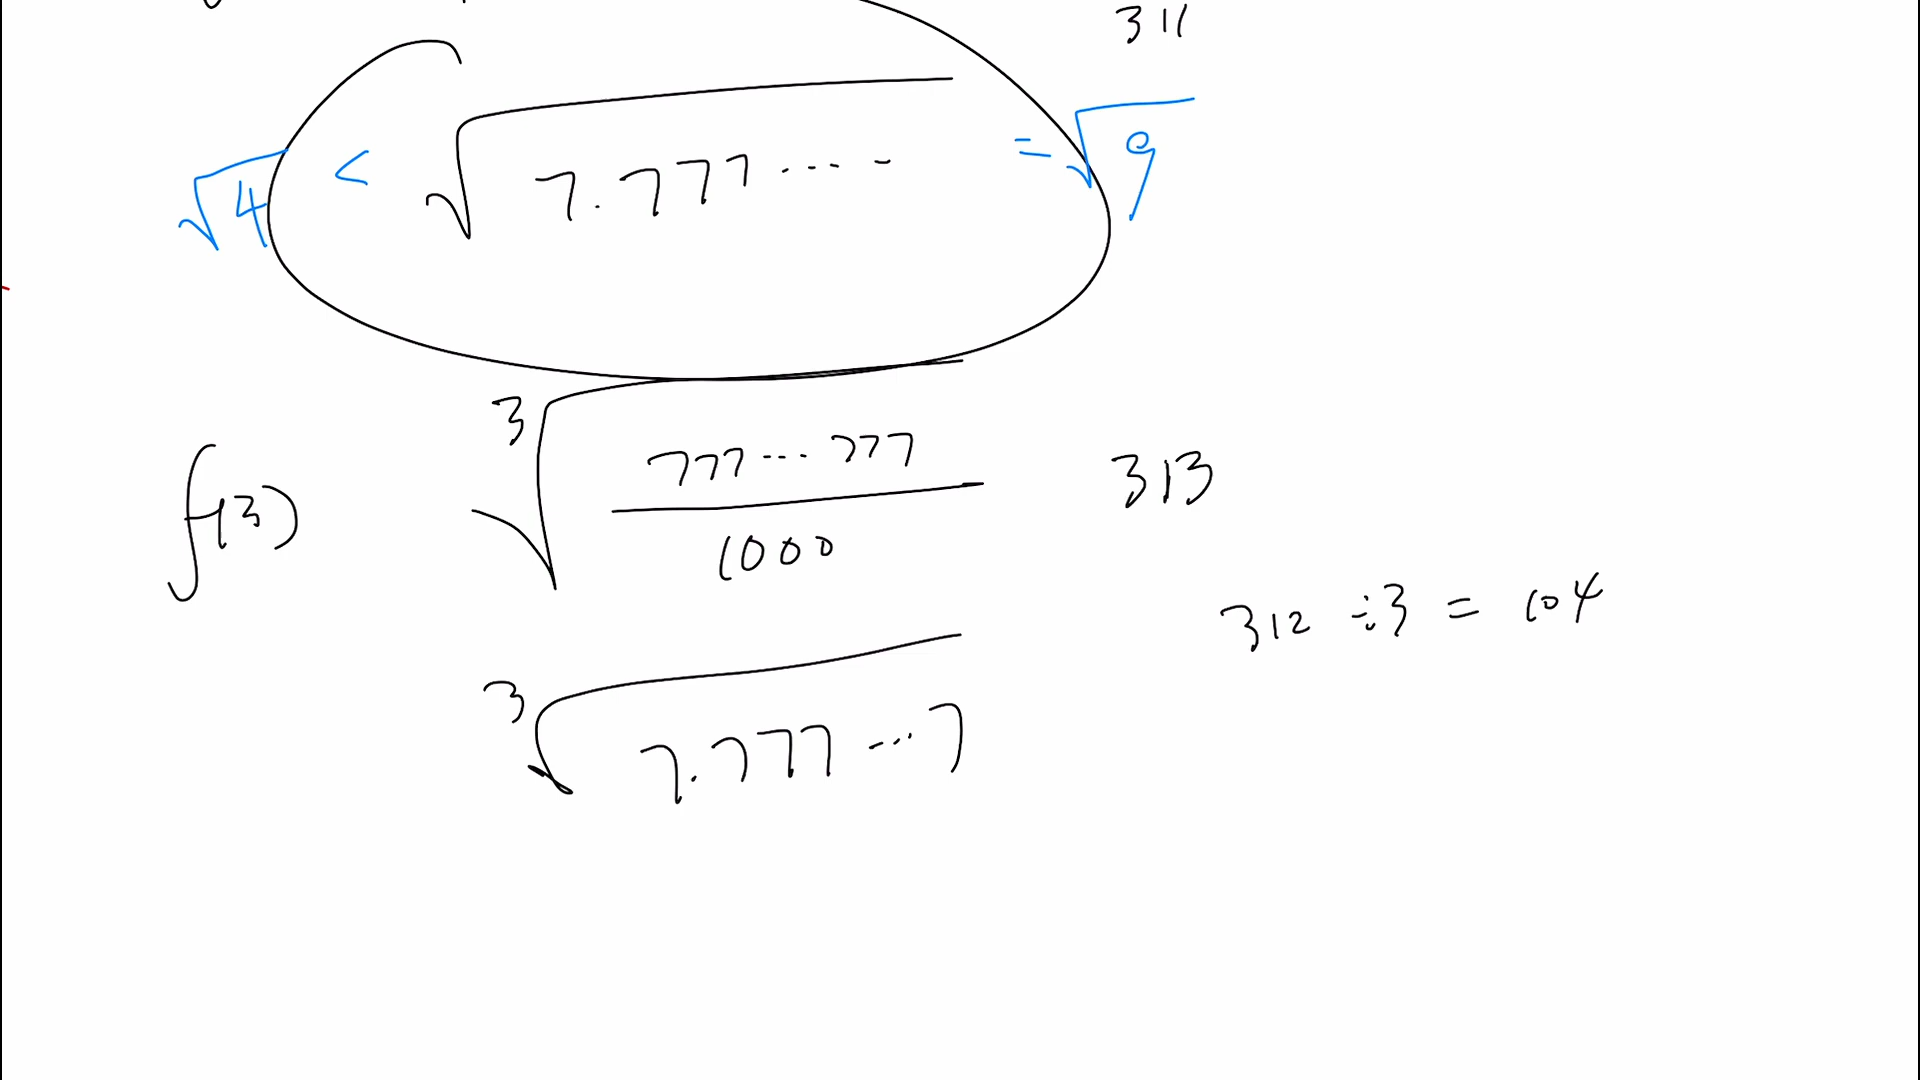 311
√4 < √7.777..... = √9
f(3) ∛(777...777/1000) 313
312 ÷ 3 = 104
∛7.777...7